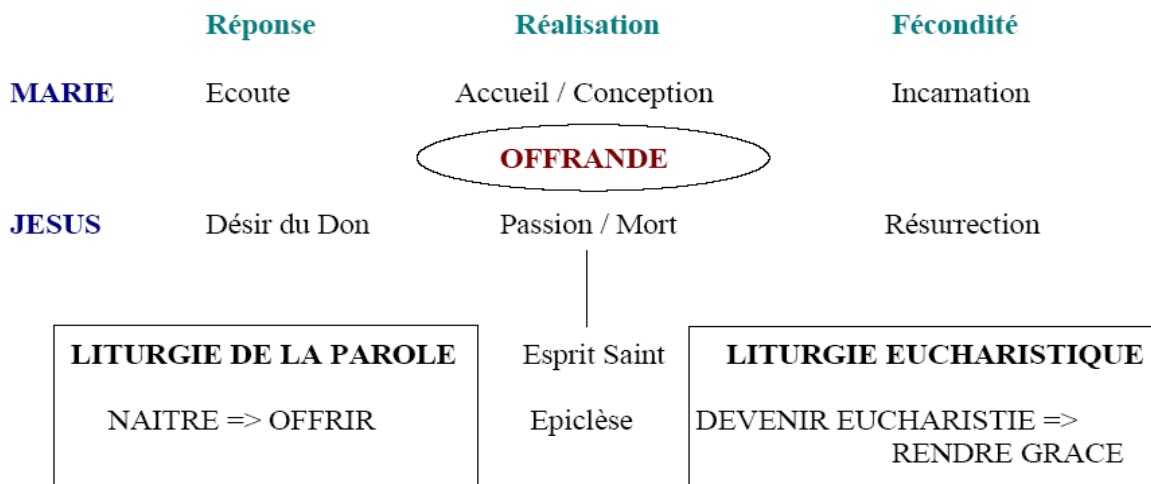 Réponse Réalisation Fécondité
MARIE Ecoute Accueil / Conception Incarnation
OFFRANDE
JESUS Désir du Don Passion / Mort Résurrection
LITURGIE DE LA PAROLE Esprit Saint LITURGIE EUCHARISTIQUE
NAITRE => OFFRIR Epiclèse DEVENIR EUCHARISTIE =>
RENDRE GRACE